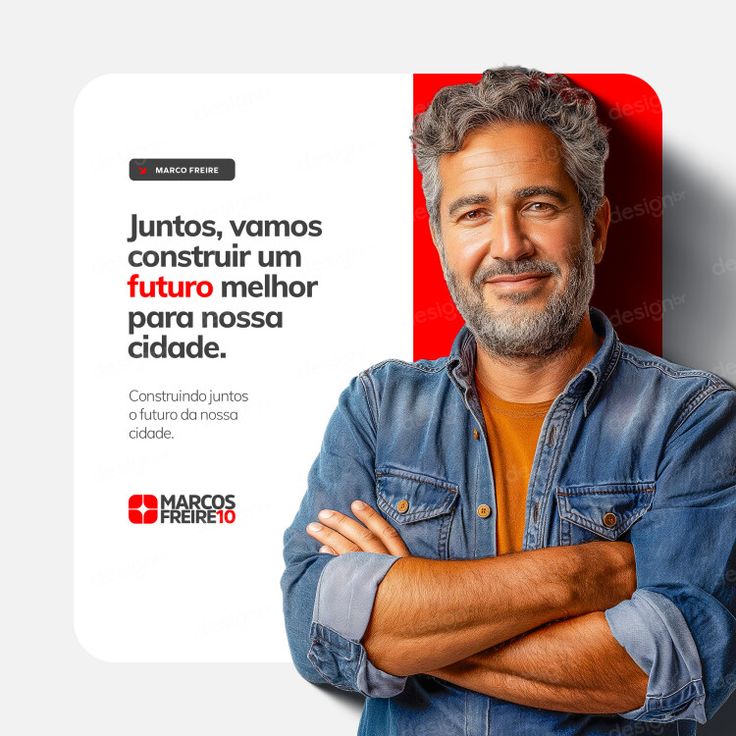 MARCO FREIRE
Juntos, vamos
construir um
futuro melhor
para nossa
cidade.
Construindo juntos
o futuro da nossa
cidade.
MARCOS
FREIRE10
designbr